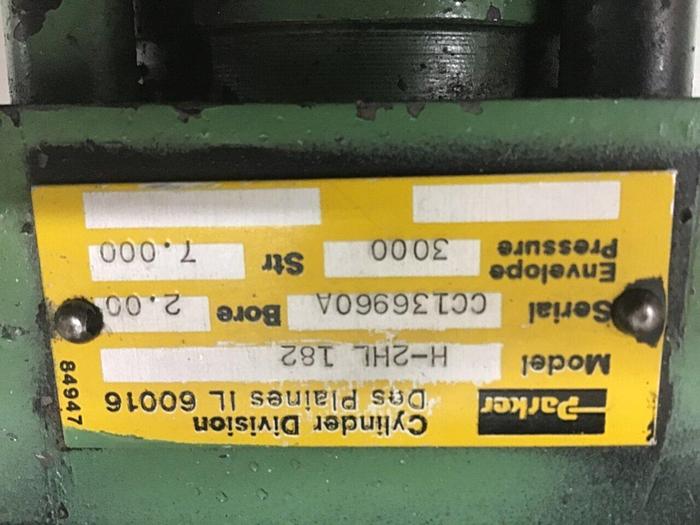 Parker
Cylinder Division
Des Plaines IL 60016
Model H-2HL 182
Serial CC136960A Bore 2.00
Envelope Pressure 3000 Str 7.000
84947